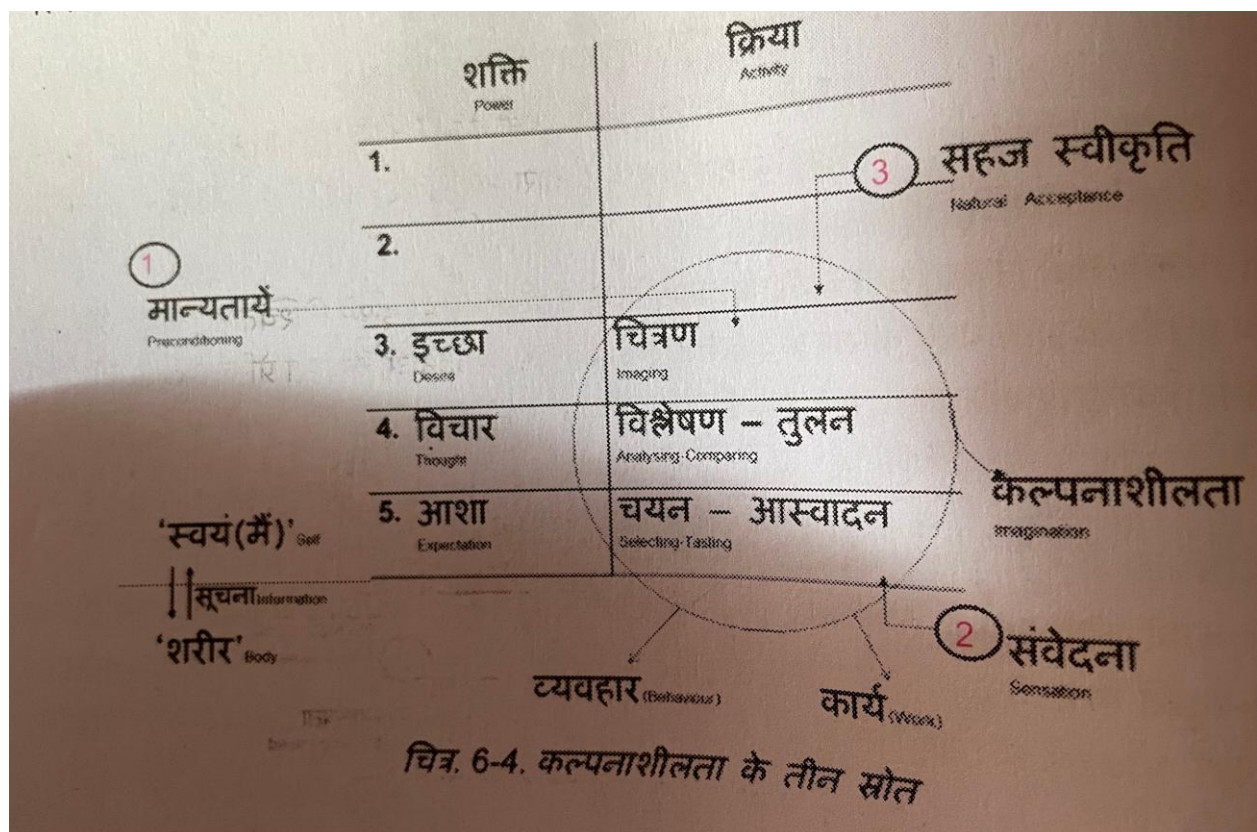 शक्ति
Power
क्रिया
Activity
1.
3 सहज स्वीकृति
Natural Acceptance
2.
1
मान्यतायें
Preconditioning
3. इच्छा
Desire
चित्रण
Imaging
4. विचार
Thought
विश्लेषण – तुलन
Analysing-Comparing
कल्पनाशीलता
Imagination
5. आशा
Expectation
चयन – आस्वादन
Selecting-Tasting
'स्वयं(मैं)' Self
सूचना Information
'शरीर' Body
2 संवेदना
Sensation
व्यवहार (Behaviour)
कार्य (Work)
चित्र. 6-4. कल्पनाशीलता के तीन स्रोत